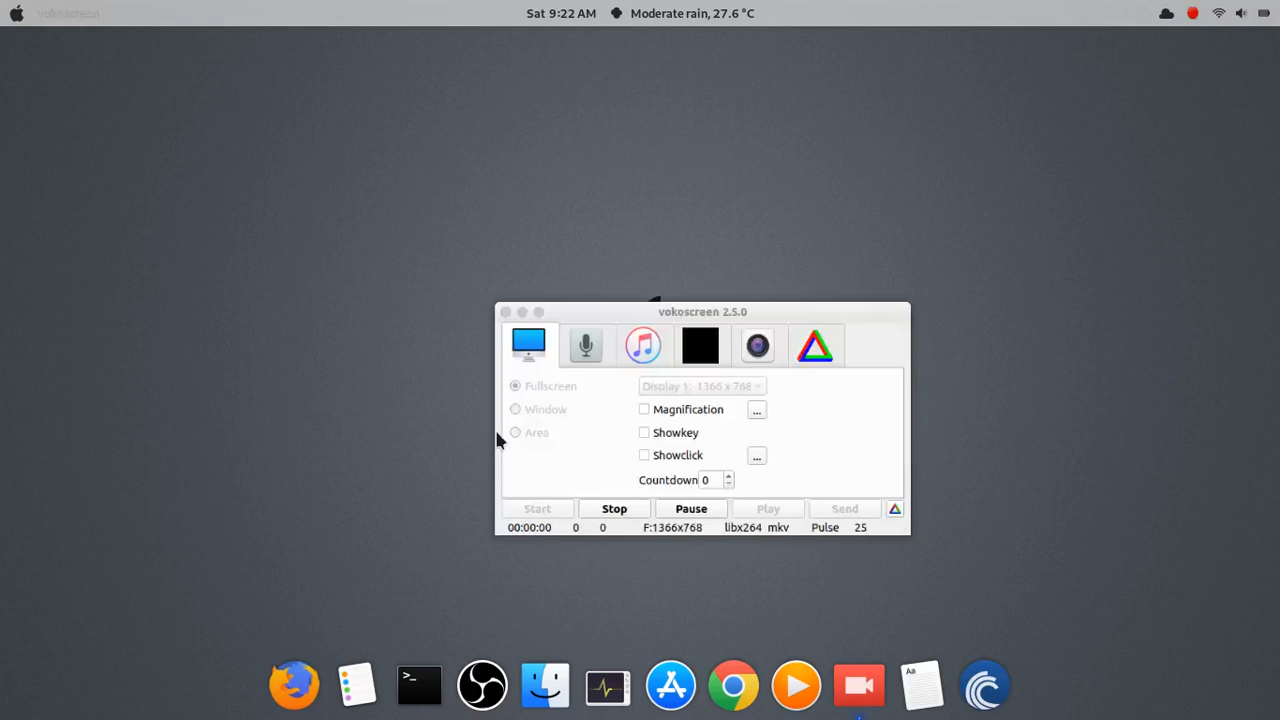 vokoscreen Sat 9:22 AM Moderate rain, 27.6 °C
vokoscreen 2.5.0
Fullscreen Display 1: 1366 x 768
Window Magnification ...
Area Showkey
Showclick ...
Countdown 0
Start Stop Pause Play Send
00:00:00 0 0 F:1366x768 libx264 mkv Pulse 25
>_
Aa